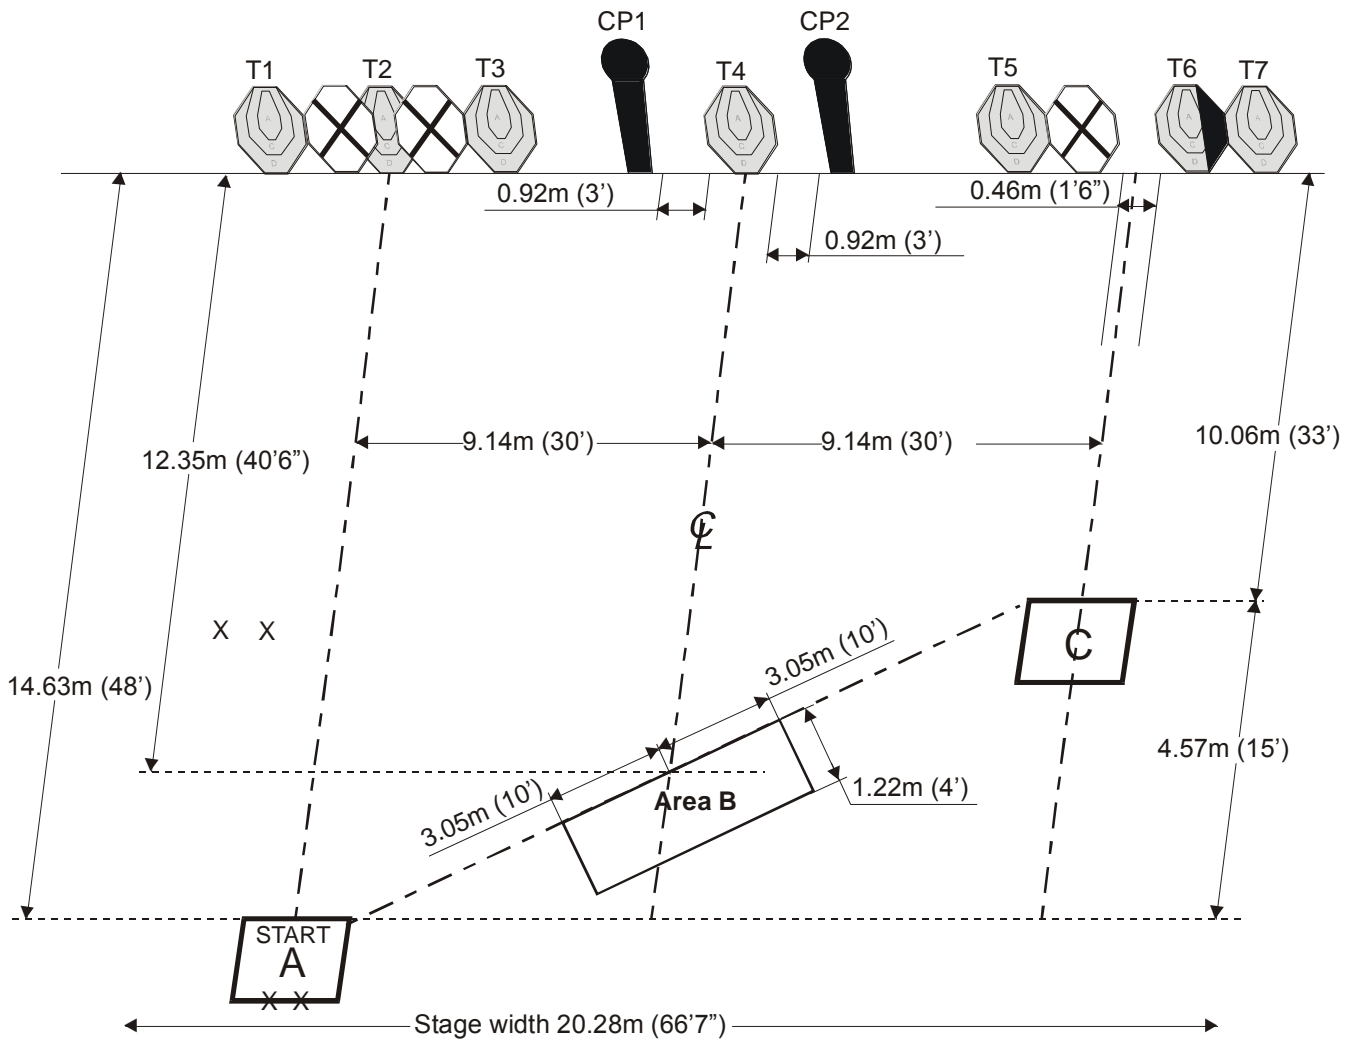 CP1
CP2
T1
T2
T3
T4
T5
T6
T7
A
C
D
A
C
D
A
C
D
A
C
D
A
C
D
A
C
D
A
C
D
0.92m (3’)
0.46m (1’6”)
0.92m (3’)
9.14m (30’)
9.14m (30’)
10.06m (33’)
12.35m (40’6”)
CL
X X
3.05m (10’)
C
14.63m (48’)
4.57m (15’)
1.22m (4’)
Area B
3.05m (10’)
START
A
X X
Stage width 20.28m (66’7”)